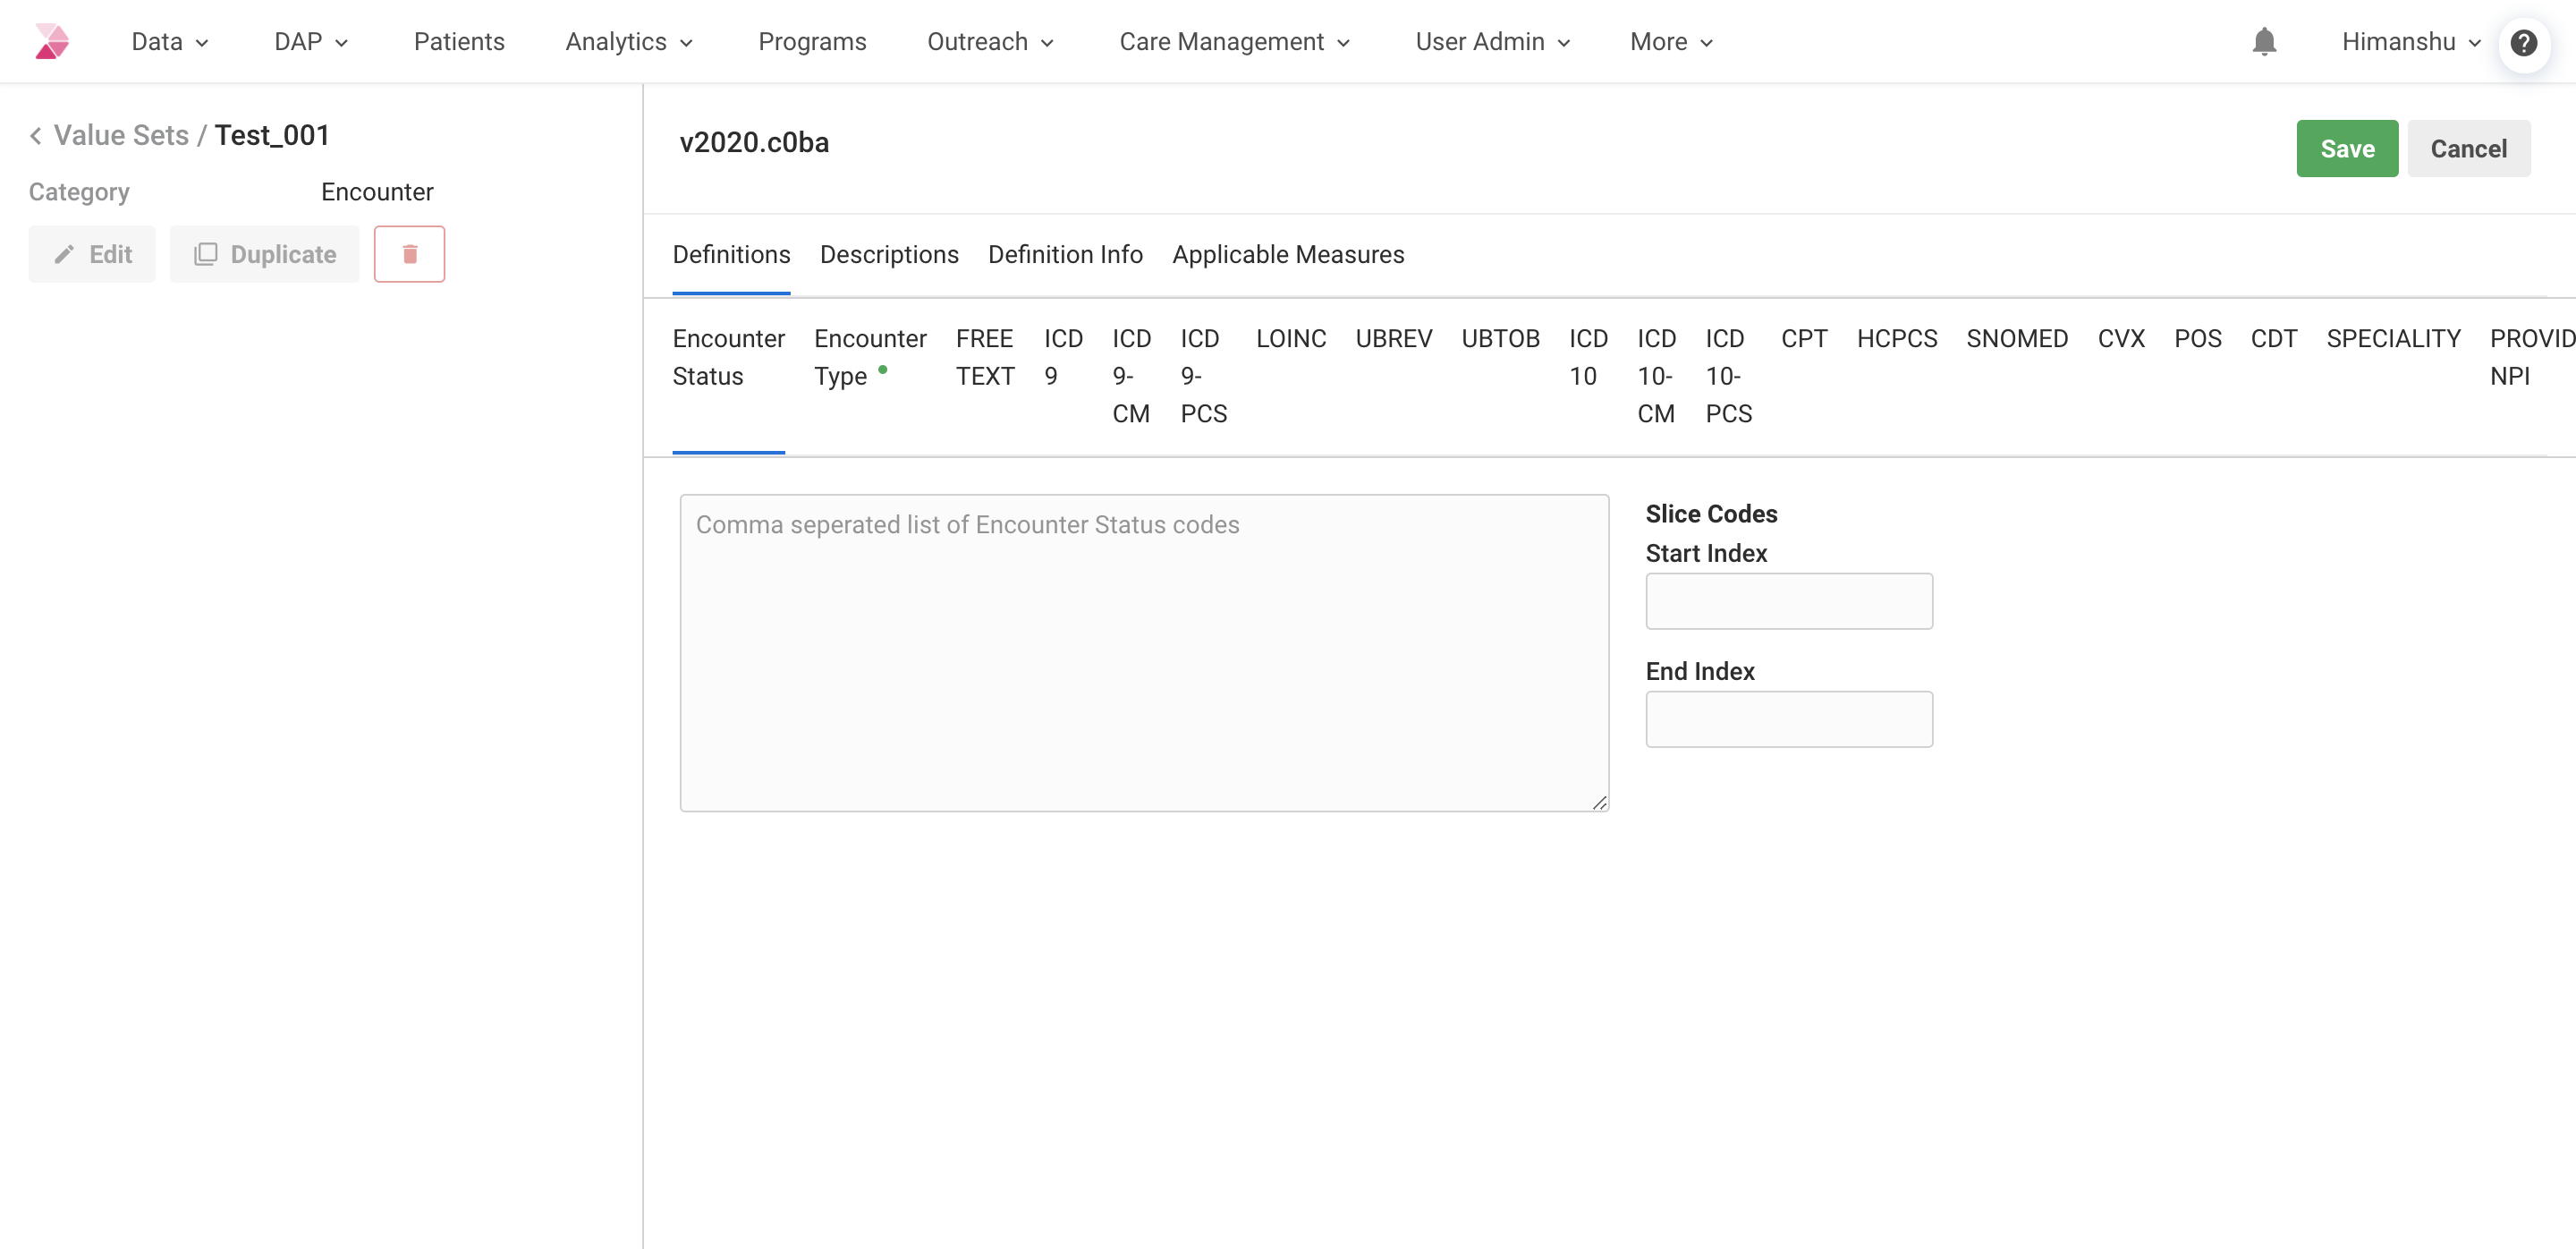 Data DAP Patients Analytics Programs Outreach Care Management User Admin More Himanshu ?
Value Sets / Test_001
Category Encounter
Edit Duplicate
v2020.c0ba
Save Cancel
Definitions Descriptions Definition Info Applicable Measures
Encounter Status
Encounter Type
FREE TEXT
ICD 9
ICD 9-CM
ICD 9-PCS
LOINC
UBREV
UBTOB
ICD 10
ICD 10-CM
ICD 10-PCS
CPT
HCPCS
SNOMED
CVX
POS
CDT
SPECIALITY
PROVID
NPI
Comma seperated list of Encounter Status codes
Slice Codes
Start Index
End Index